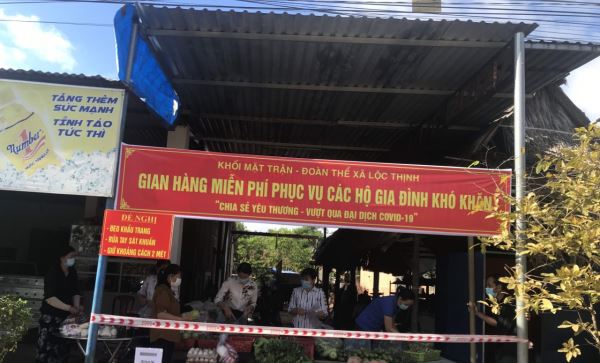 TĂNG THÊM
SỨC MẠNH
TỈNH TÁO
TỨC THÌ
Number
1
KHỐI MẶT TRẬN - ĐOÀN THỂ XÃ LỘC THỊNH
GIAN HÀNG MIỄN PHÍ PHỤC VỤ CÁC HỘ GIA ĐÌNH KHÓ KHĂN
"CHIA SẺ YÊU THƯƠNG - VƯỢT QUA ĐẠI DỊCH COVID-19"
ĐỀ NGHỊ
- ĐEO KHẨU TRANG
- RỬA TAY SÁT KHUẨN
- GIỮ KHOẢNG CÁCH 2 MÉT